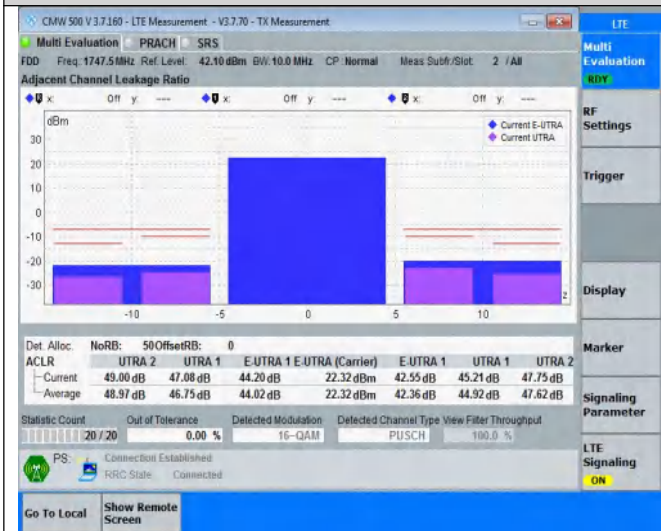 CMW 500 V 3.7.160 - LTE Measurement - V3.7.70 - TX Measurement
LTE
Multi Evaluation PRACH SRS
Multi Evaluation
RDY
FDD Freq.: 1747.5 MHz Ref. Level: 42.10 dBm BW: 10.0 MHz CP: Normal Meas Subfr./Slot: 2 / All
Adjacent Channel Leakage Ratio
x: Off y: --- x: Off y: --- x: Off y: ---
RF Settings
dBm
Current E-UTRA
Current UTRA
30
20
Trigger
10
0
-10
-20
-30
z
Display
-10 -5 0 5 10
Det. Alloc. NoRB: 50 OffsetRB: 0
Marker
ACLR UTRA 2 UTRA 1 E-UTRA 1 E-UTRA (Carrier) E-UTRA 1 UTRA 1 UTRA 2
Current 49.00 dB 47.08 dB 44.20 dB 22.32 dBm 42.55 dB 45.21 dB 47.75 dB
Average 48.97 dB 46.75 dB 44.02 dB 22.32 dBm 42.36 dB 44.92 dB 47.62 dB
Signaling Parameter
Statistic Count Out of Tolerance Detected Modulation Detected Channel Type View Filter Throughput
20 / 20 0.00 % 16-QAM PUSCH 100.0 %
PS: Connection Established
RRC State Connected
LTE Signaling
ON
Go To Local
Show Remote Screen